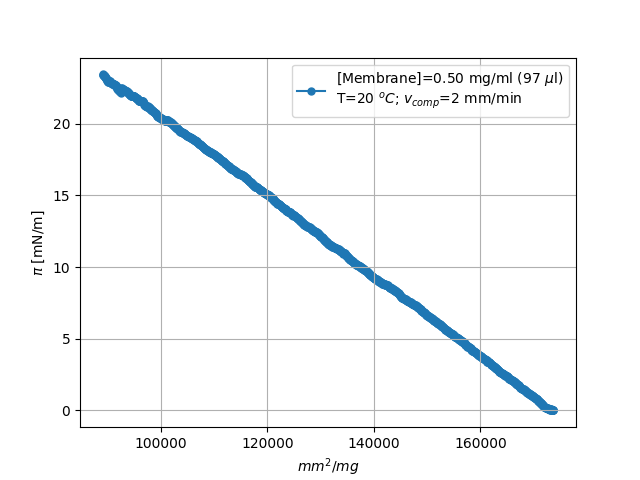 [Membrane]=0.50 mg/ml (97 μl)
T=20 °C; v_comp=2 mm/min
π [mN/m]
20
15
10
5
0
100000 120000 140000 160000
mm²/mg